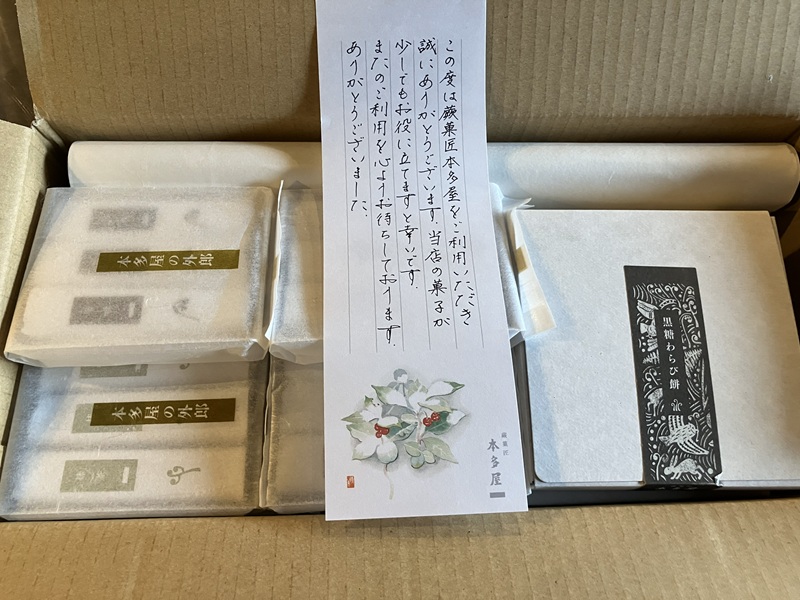 この度は蕨菓匠本多屋をご利用いただき
誠にありがとうございます。当店の菓子が
少しでもお役に立てますと幸いです。
またのご利用を心よりお待ちしております。
ありがとうございました。
蕨菓匠
本多屋
本多屋の外郎
本多屋の外郎
黒糖わらび餅